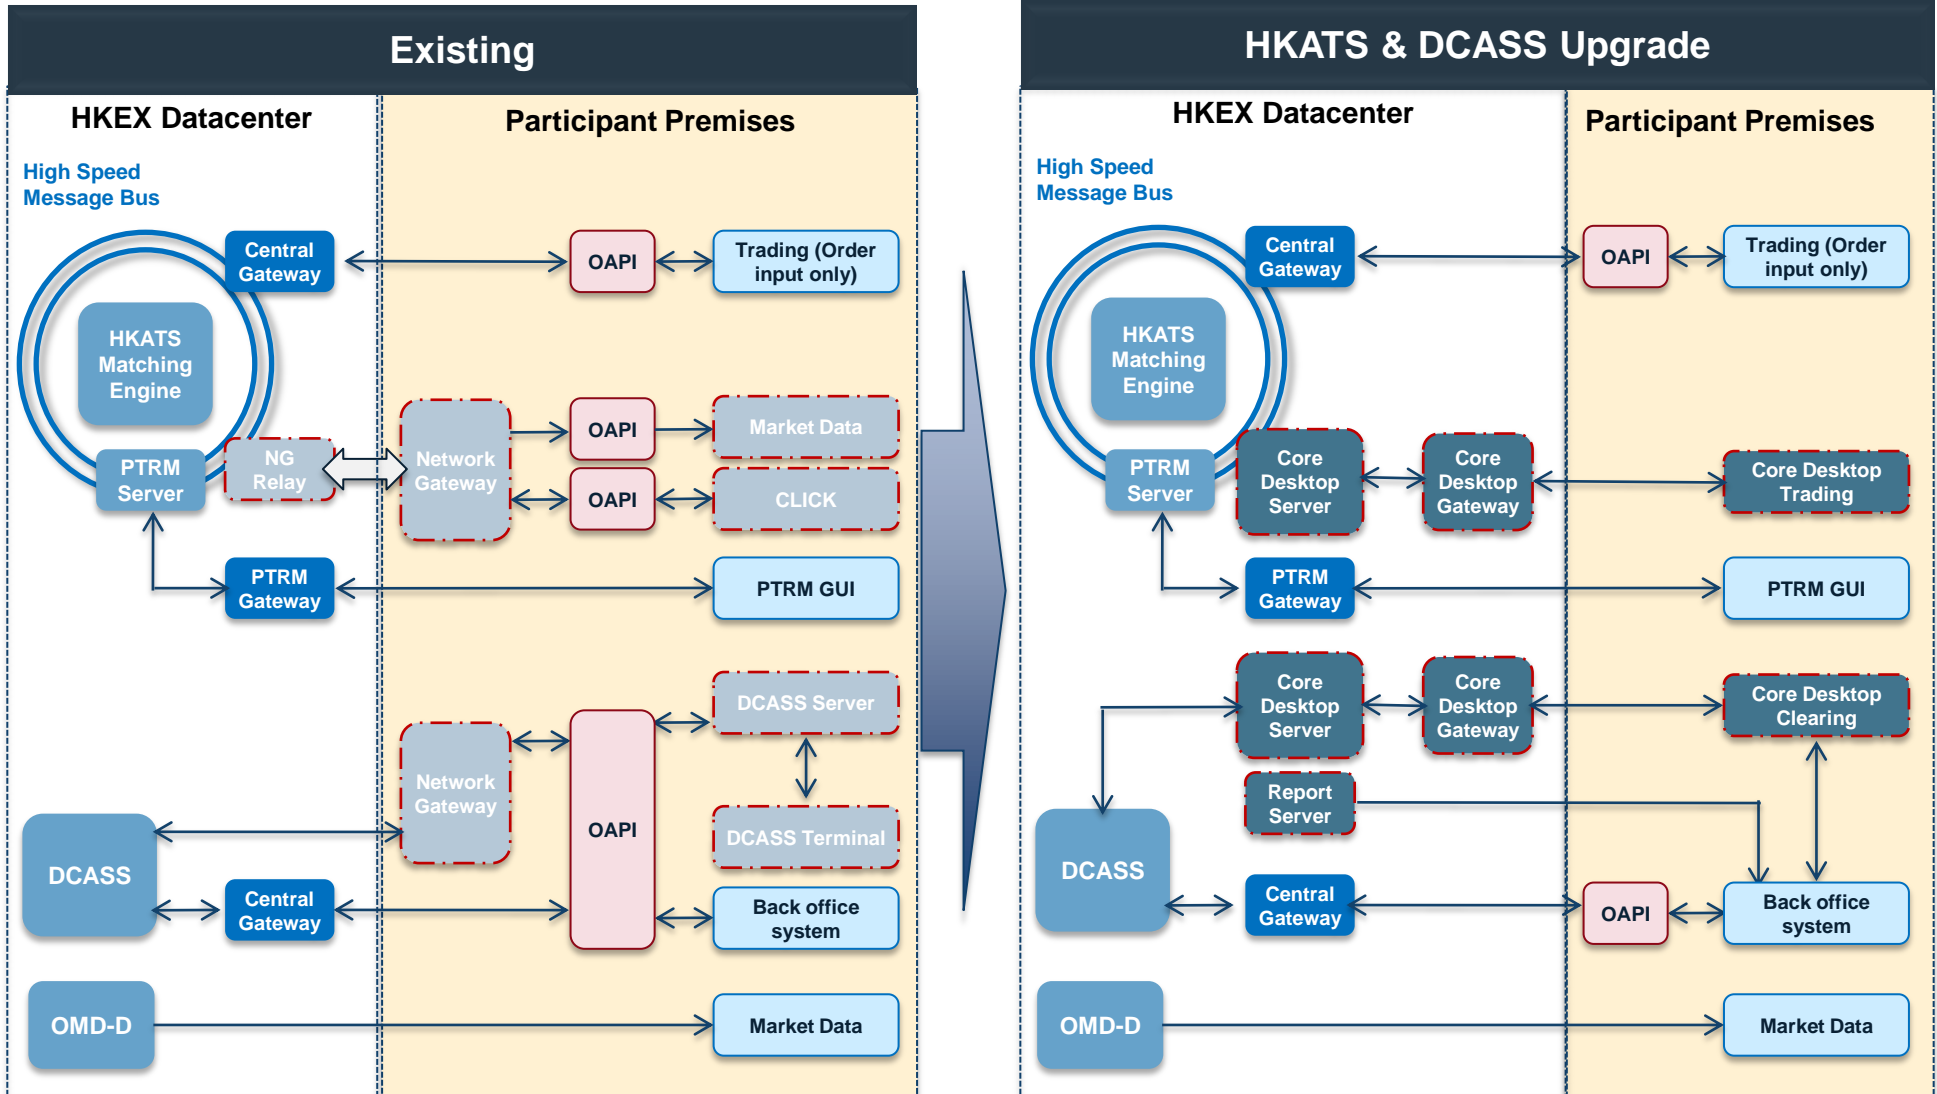 Existing
HKEX Datacenter
Participant Premises
High Speed
Message Bus
Central
Gateway
OAPI
Trading (Order
input only)
HKATS
Matching
Engine
PTRM
Server
NG
Relay
Network
Gateway
OAPI
Market Data
OAPI
CLICK
PTRM
Gateway
PTRM GUI
Network
Gateway
OAPI
DCASS Server
DCASS Terminal
DCASS
Central
Gateway
Back office
system
OMD-D
Market Data
HKATS & DCASS Upgrade
HKEX Datacenter
Participant Premises
High Speed
Message Bus
Central
Gateway
OAPI
Trading (Order
input only)
HKATS
Matching
Engine
PTRM
Server
Core
Desktop
Server
Core
Desktop
Gateway
Core Desktop
Trading
PTRM
Gateway
PTRM GUI
Core
Desktop
Server
Core
Desktop
Gateway
Core Desktop
Clearing
Report
Server
DCASS
Central
Gateway
OAPI
Back office
system
OMD-D
Market Data